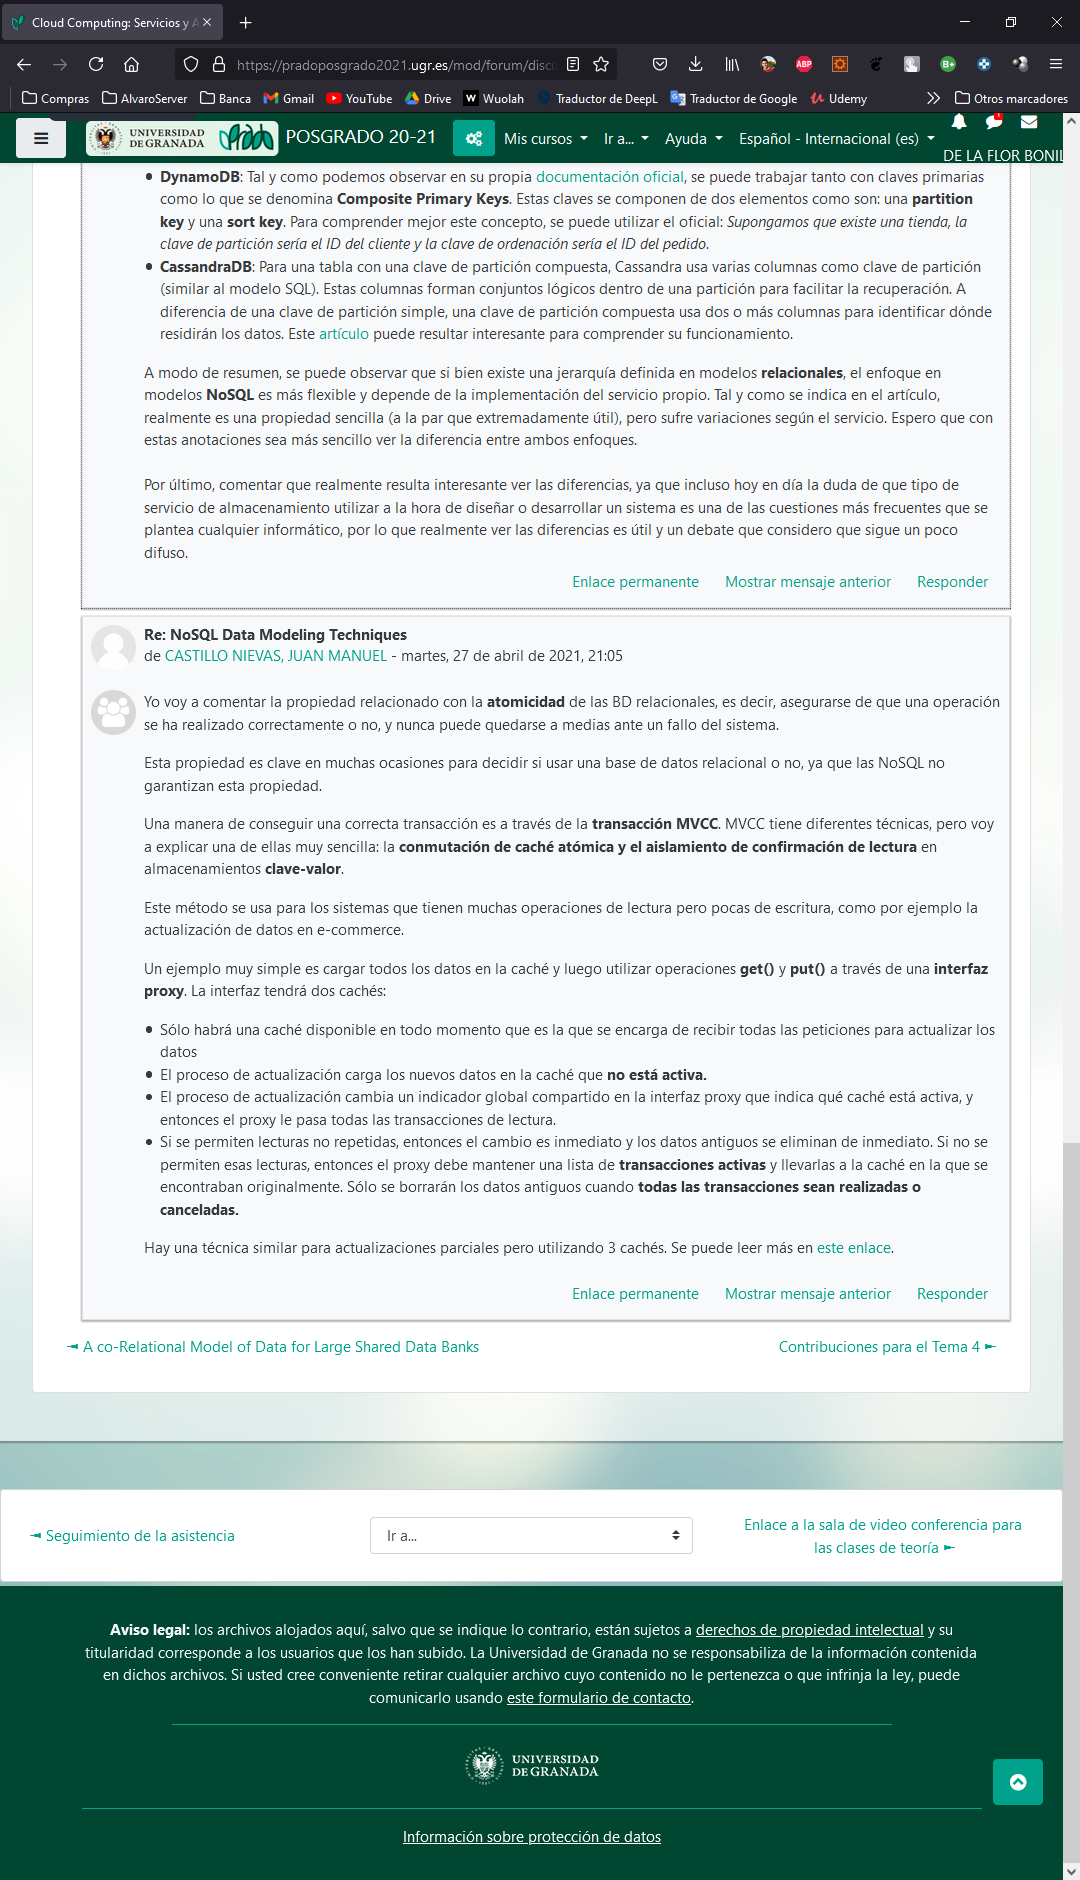 Cloud Computing: Servicios y A
https://pradoposgrado2021.ugr.es/mod/forum/discu
Compras AlvaroServer Banca Gmail YouTube Drive Wuolah Traductor de DeepL Traductor de Google Udemy Otros marcadores
UNIVERSIDAD DE GRANADA POSGRADO 20-21 Mis cursos Ir a... Ayuda Español - Internacional (es)
DE LA FLOR BONIL
DynamoDB: Tal y como podemos observar en su propia documentación oficial, se puede trabajar tanto con claves primarias
como lo que se denomina Composite Primary Keys. Estas claves se componen de dos elementos como son: una partition
key y una sort key. Para comprender mejor este concepto, se puede utilizar el oficial: Supongamos que existe una tienda, la
clave de partición sería el ID del cliente y la clave de ordenación sería el ID del pedido.
CassandraDB: Para una tabla con una clave de partición compuesta, Cassandra usa varias columnas como clave de partición
(similar al modelo SQL). Estas columnas forman conjuntos lógicos dentro de una partición para facilitar la recuperación. A
diferencia de una clave de partición simple, una clave de partición compuesta usa dos o más columnas para identificar dónde
residirán los datos. Este artículo puede resultar interesante para comprender su funcionamiento.
A modo de resumen, se puede observar que si bien existe una jerarquía definida en modelos relacionales, el enfoque en
modelos NoSQL es más flexible y depende de la implementación del servicio propio. Tal y como se indica en el artículo,
realmente es una propiedad sencilla (a la par que extremadamente útil), pero sufre variaciones según el servicio. Espero que con
estas anotaciones sea más sencillo ver la diferencia entre ambos enfoques.
Por último, comentar que realmente resulta interesante ver las diferencias, ya que incluso hoy en día la duda de que tipo de
servicio de almacenamiento utilizar a la hora de diseñar o desarrollar un sistema es una de las cuestiones más frecuentes que se
plantea cualquier informático, por lo que realmente ver las diferencias es útil y un debate que considero que sigue un poco
difuso.
Enlace permanente Mostrar mensaje anterior Responder
Re: NoSQL Data Modeling Techniques
de CASTILLO NIEVAS, JUAN MANUEL - martes, 27 de abril de 2021, 21:05
Yo voy a comentar la propiedad relacionado con la atomicidad de las BD relacionales, es decir, asegurarse de que una operación
se ha realizado correctamente o no, y nunca puede quedarse a medias ante un fallo del sistema.
Esta propiedad es clave en muchas ocasiones para decidir si usar una base de datos relacional o no, ya que las NoSQL no
garantizan esta propiedad.
Una manera de conseguir una correcta transacción es a través de la transacción MVCC. MVCC tiene diferentes técnicas, pero voy
a explicar una de ellas muy sencilla: la conmutación de caché atómica y el aislamiento de confirmación de lectura en
almacenamientos clave-valor.
Este método se usa para los sistemas que tienen muchas operaciones de lectura pero pocas de escritura, como por ejemplo la
actualización de datos en e-commerce.
Un ejemplo muy simple es cargar todos los datos en la caché y luego utilizar operaciones get() y put() a través de una interfaz
proxy. La interfaz tendrá dos cachés:
Sólo habrá una caché disponible en todo momento que es la que se encarga de recibir todas las peticiones para actualizar los
datos
El proceso de actualización carga los nuevos datos en la caché que no está activa.
El proceso de actualización cambia un indicador global compartido en la interfaz proxy que indica qué caché está activa, y
entonces el proxy le pasa todas las transacciones de lectura.
Si se permiten lecturas no repetidas, entonces el cambio es inmediato y los datos antiguos se eliminan de inmediato. Si no se
permiten esas lecturas, entonces el proxy debe mantener una lista de transacciones activas y llevarlas a la caché en la que se
encontraban originalmente. Sólo se borrarán los datos antiguos cuando todas las transacciones sean realizadas o
canceladas.
Hay una técnica similar para actualizaciones parciales pero utilizando 3 cachés. Se puede leer más en este enlace.
Enlace permanente Mostrar mensaje anterior Responder
◄ A co-Relational Model of Data for Large Shared Data Banks Contribuciones para el Tema 4 ►
◄ Seguimiento de la asistencia Ir a... Enlace a la sala de video conferencia para
las clases de teoría ►
Aviso legal: los archivos alojados aquí, salvo que se indique lo contrario, están sujetos a derechos de propiedad intelectual y su
titularidad corresponde a los usuarios que los han subido. La Universidad de Granada no se responsabiliza de la información contenida
en dichos archivos. Si usted cree conveniente retirar cualquier archivo cuyo contenido no le pertenezca o que infrinja la ley, puede
comunicarlo usando este formulario de contacto.
UNIVERSIDAD
DE GRANADA
Información sobre protección de datos